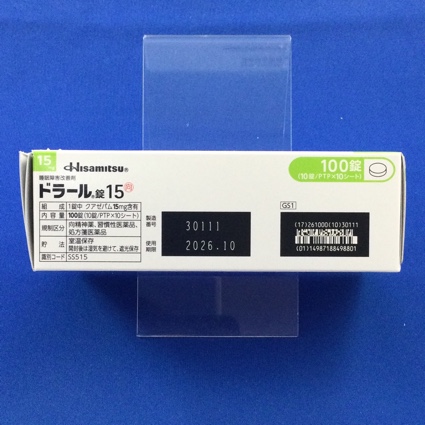 15mg
Hisamitsu®
睡眠障害改善剤
ドラール®錠15 向
組成 1錠中 クアゼパム15mg含有
内容量 100錠(10錠/PTP×10シート)
規制区分 向精神薬、習慣性医薬品、
処方箋医薬品
貯法 室温保存
開封後は湿気を避けて、遮光保存
識別コード SS515
製造番号 30111
使用期限 2026.10
100錠
(10錠/PTP×10シート)
GS1
(17)261000(10)30111
(01)14987188498801